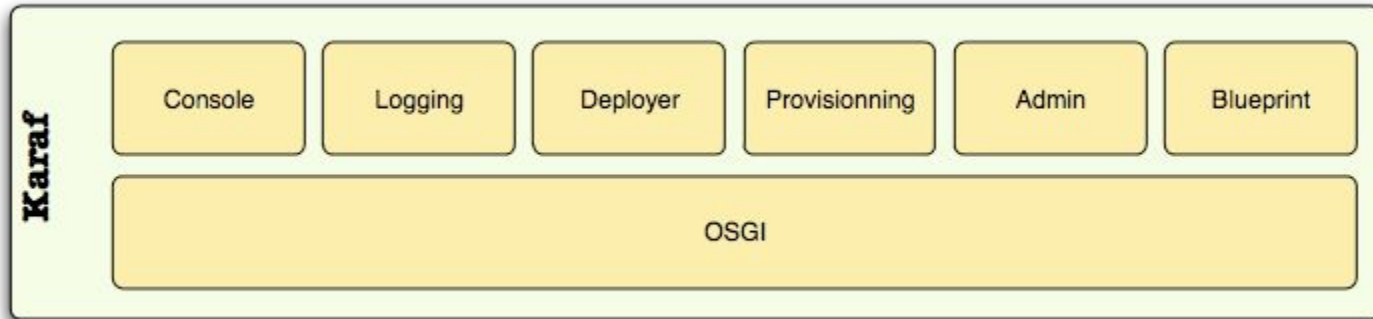 Karaf
Console
Logging
Deployer
Provisionning
Admin
Blueprint
OSGI